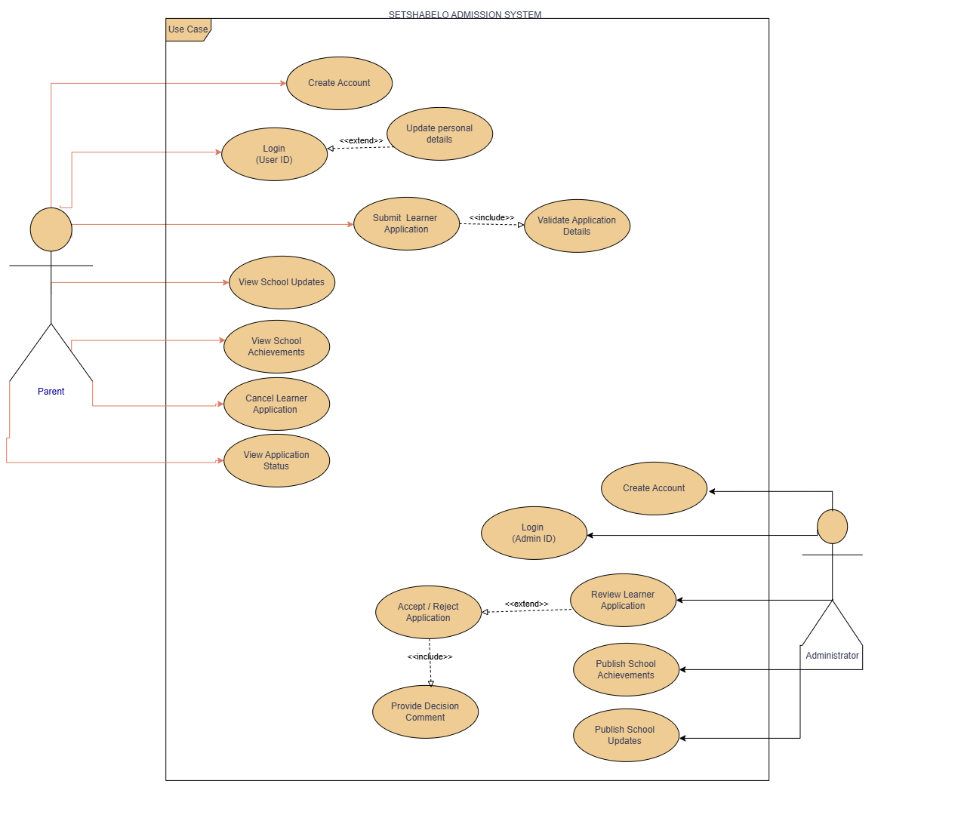 SETSHABELO ADMISSION SYSTEM
Use Case
Create Account
Update personal
details
<<extend>>
Login
(User ID)
Submit  Learner
Application
<<include>>
Validate Application
Details
View School Updates
View School
Achievements
Parent
Cancel Learner
Application
View Application
Status
Create Account
Login
(Admin ID)
Review Learner
Application
<<extend>>
Accept / Reject
Application
<<include>>
Administrator
Publish School
Achievements
Provide Decision
Comment
Publish School
Updates